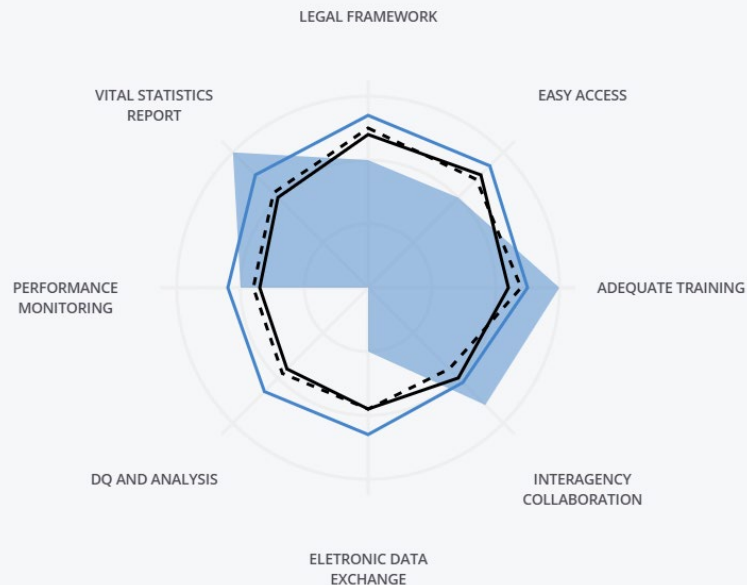 LEGAL FRAMEWORK
VITAL STATISTICS
REPORT
EASY ACCESS
PERFORMANCE
MONITORING
ADEQUATE TRAINING
DQ AND ANALYSIS
INTERAGENCY
COLLABORATION
ELETRONIC DATA
EXCHANGE